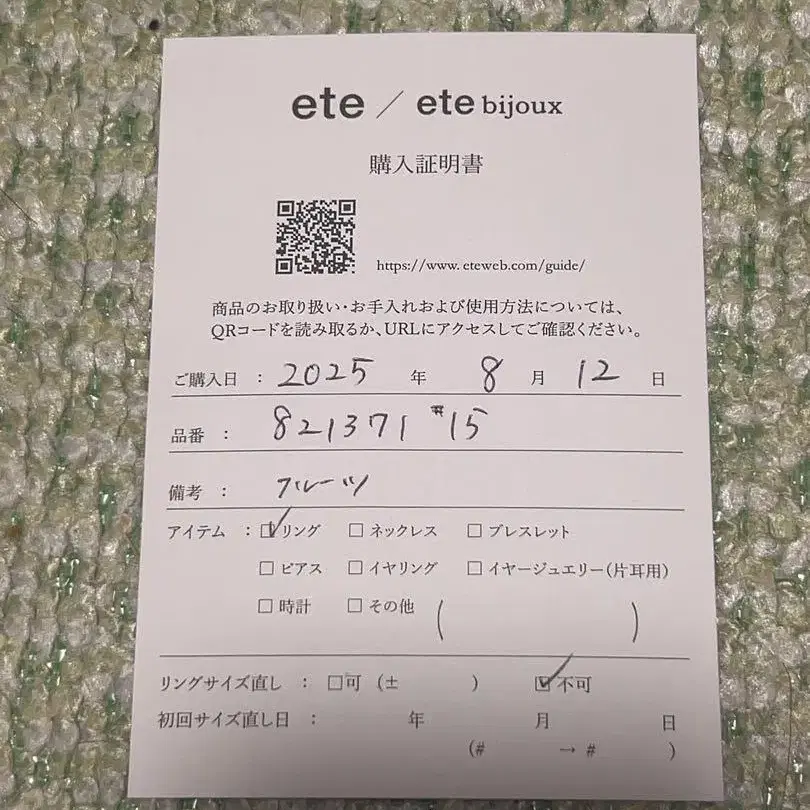 ete / ete bijoux
購入証明書
https://www.eteweb.com/guide/
商品のお取り扱い・お手入れおよび使用方法については、
QRコードを読み取るか、URLにアクセスしてご確認ください。
ご購入日 : 2025 年 8 月 12 日
品番 : 821371 #15
備考 : フルーツ
アイテム : ☑リング □ネックレス □ブレスレット
□ピアス □イヤリング □イヤージュエリー(片耳用)
□時計 □その他 ( )
リングサイズ直し : □可 (± ) ☑不可
初回サイズ直し日 : 年 月 日
(# → # )